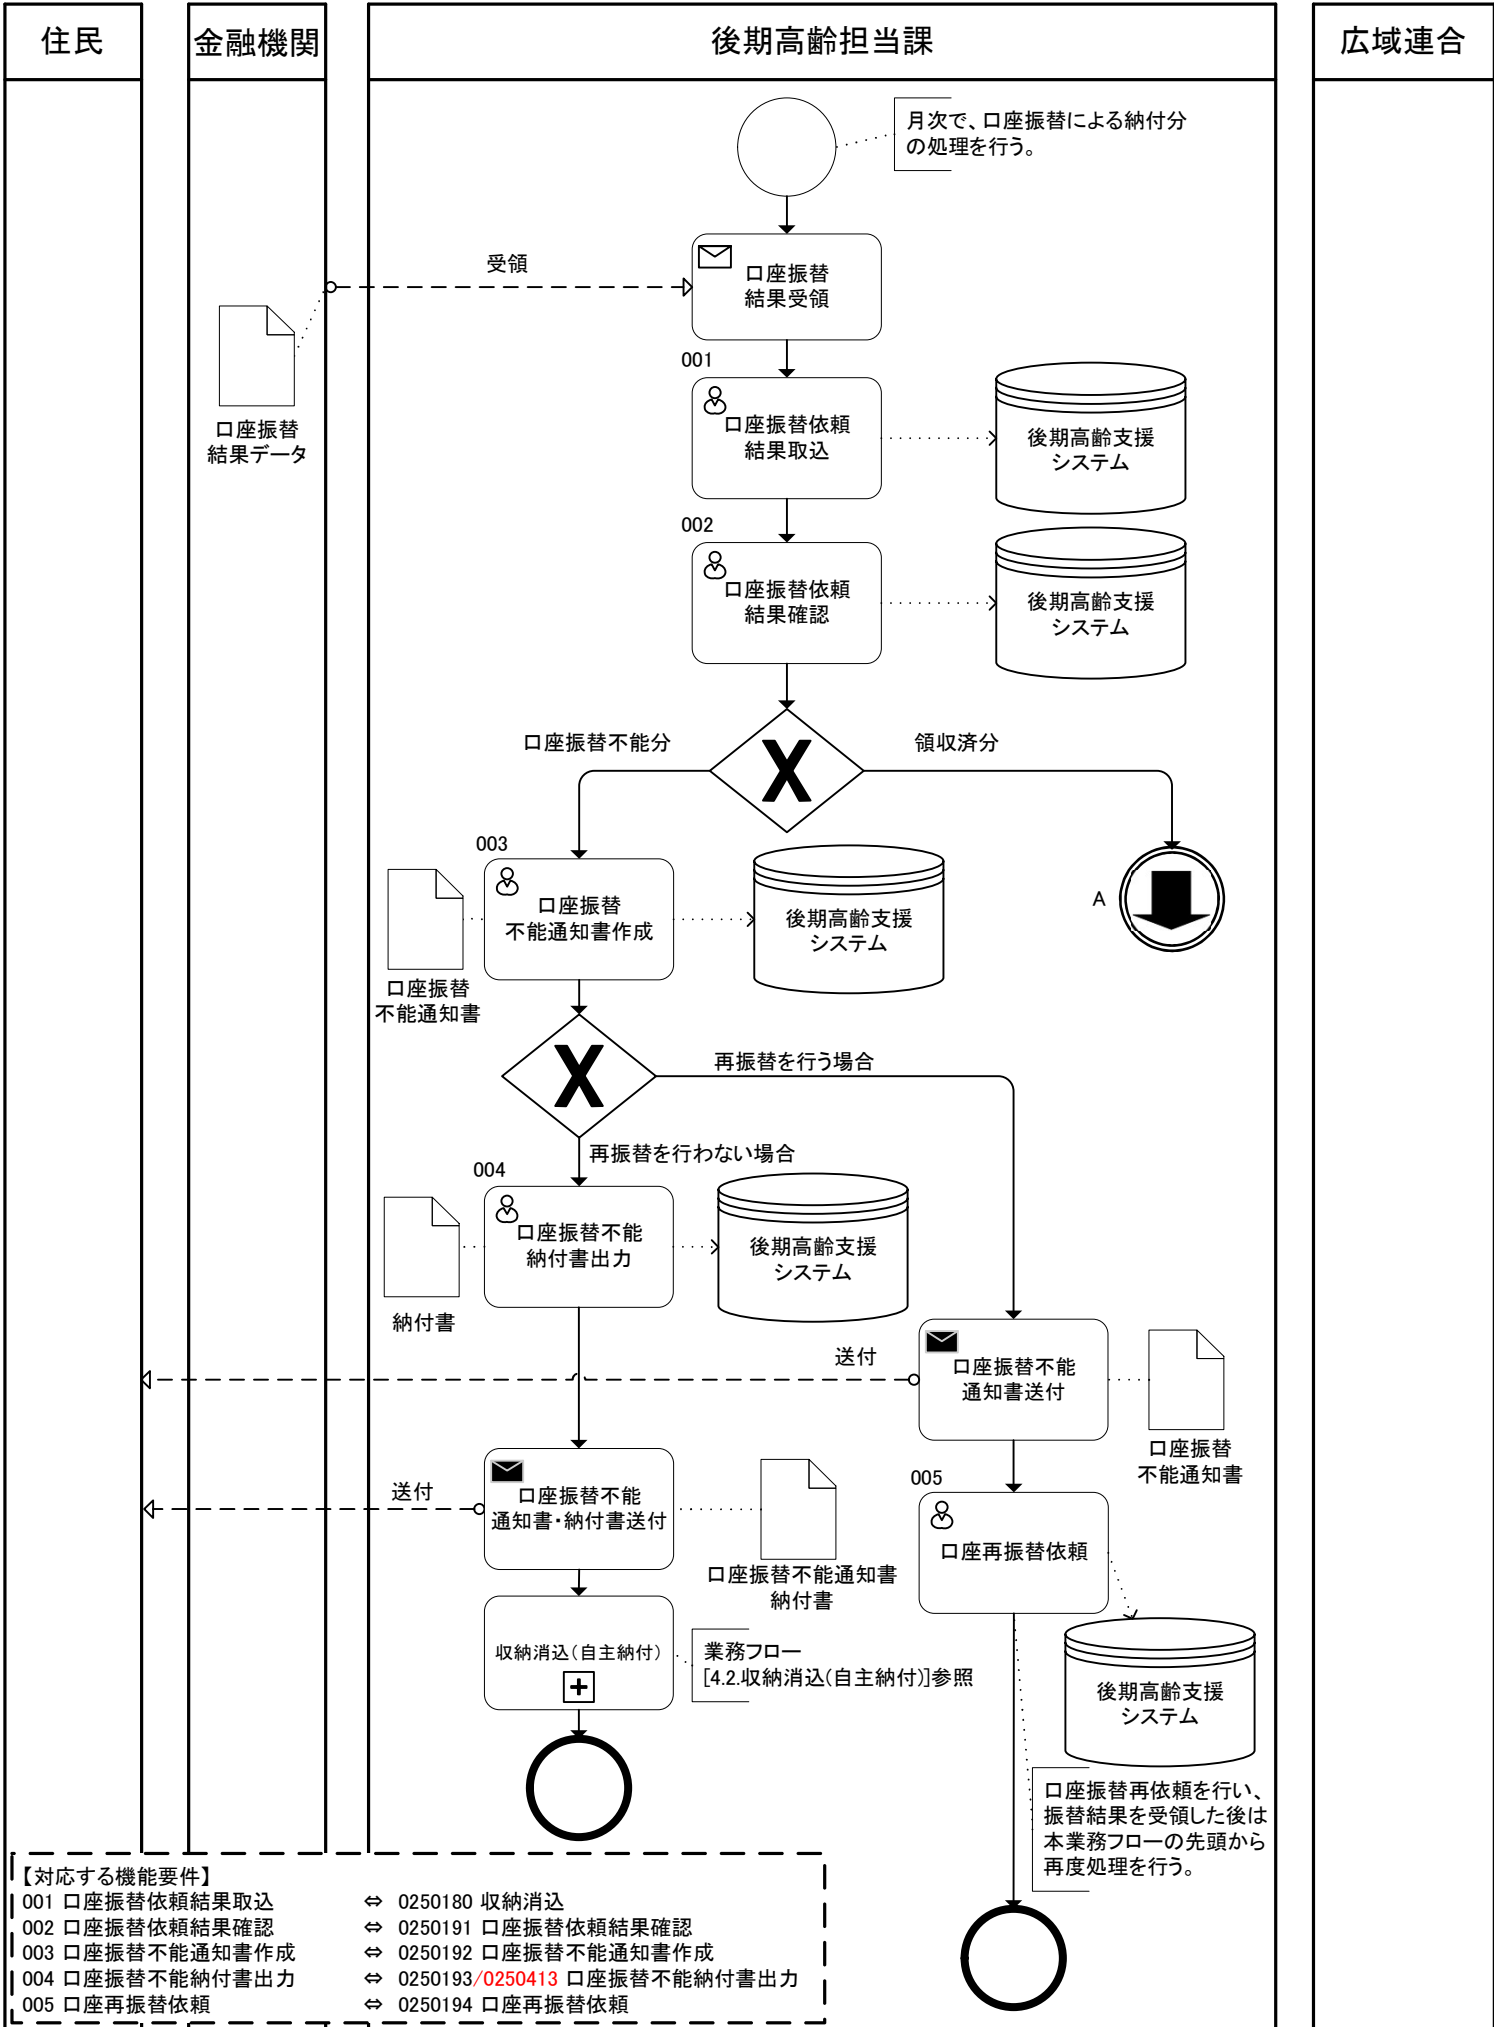 住民
金融機関
後期高齢担当課
広域連合
月次で、口座振替による納付分
の処理を行う。
受領
口座振替
結果受領
口座振替
結果データ
001
口座振替依頼
結果取込
後期高齢支援
システム
002
口座振替依頼
結果確認
後期高齢支援
システム
口座振替不能分
X
領収済分
003
口座振替
不能通知書作成
後期高齢支援
システム
A
口座振替
不能通知書
X
再振替を行う場合
再振替を行わない場合
004
口座振替不能
納付書出力
後期高齢支援
システム
納付書
送付
口座振替不能
通知書送付
口座振替
不能通知書
送付
口座振替不能
通知書・納付書送付
口座振替不能通知書
納付書
005
口座再振替依頼
収納消込(自主納付)
業務フロー
[4.2.収納消込(自主納付)]参照
後期高齢支援
システム
口座振替再依頼を行い、
振替結果を受領した後は
本業務フローの先頭から
再度処理を行う。
【対応する機能要件】
001 口座振替依頼結果取込 ⇔ 0250180 収納消込
002 口座振替依頼結果確認 ⇔ 0250191 口座振替依頼結果確認
003 口座振替不能通知書作成 ⇔ 0250192 口座振替不能通知書作成
004 口座振替不能納付書出力 ⇔ 0250193/0250413 口座振替不能納付書出力
005 口座再振替依頼 ⇔ 0250194 口座再振替依頼